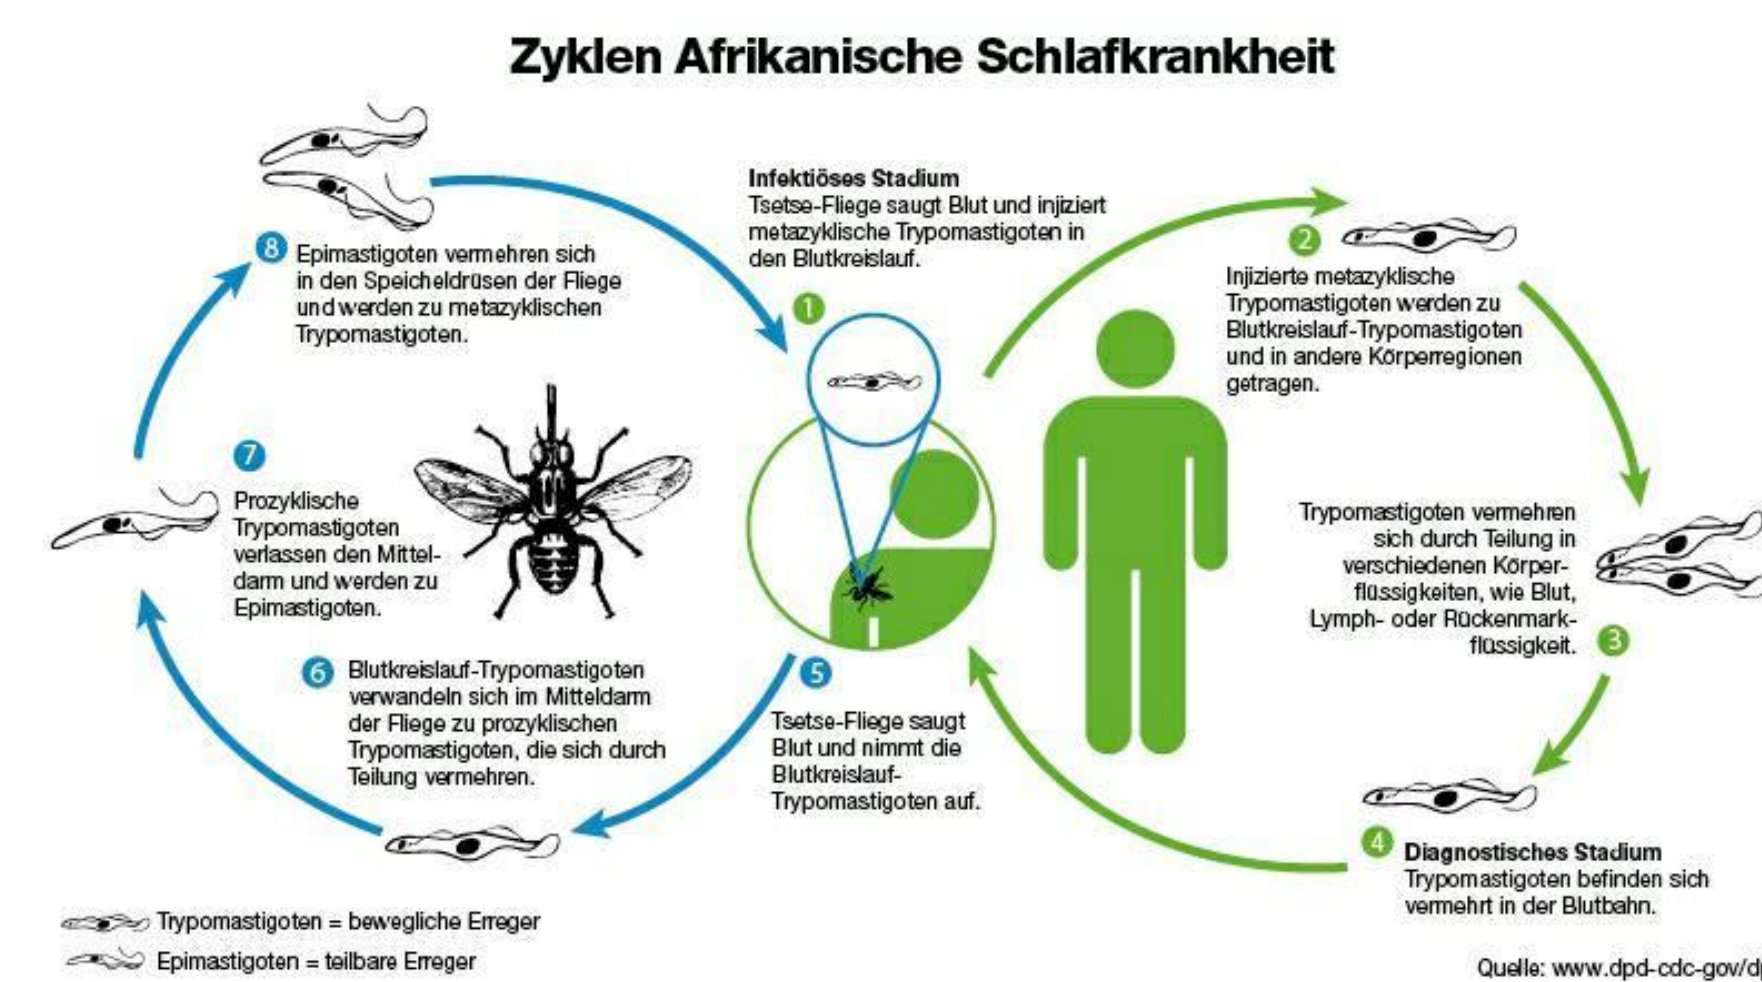 Zyklen Afrikanische Schlafkrankheit
Infektiöses Stadium
Tsetse-Fliege saugt Blut und injiziert
metazyklische Trypomastigoten in
den Blutkreislauf.
1
2
Injizierte metazyklische
Trypomastigoten werden zu
Blutkreislauf-Trypomastigoten
und in andere Körperregionen
getragen.
Trypomastigoten vermehren
sich durch Teilung in
verschiedenen Körper-
flüssigkeiten, wie Blut,
Lymph- oder Rückenmark-
flüssigkeit.
3
4
Diagnostisches Stadium
Trypomastigoten befinden sich
vermehrt in der Blutbahn.
5
Tsetse-Fliege saugt
Blut und nimmt die
Blutkreislauf-
Trypomastigoten auf.
6
Blutkreislauf-Trypomastigoten
verwandeln sich im Mitteldarm
der Fliege zu prozyklischen
Trypomastigoten, die sich durch
Teilung vermehren.
7
Prozyklische
Trypomastigoten
verlassen den Mittel-
darm und werden zu
Epimastigoten.
8
Epimastigoten vermehren sich
in den Speicheldrüsen der Fliege
und werden zu metazyklischen
Trypomastigoten.
Trypomastigoten = bewegliche Erreger
Epimastigoten = teilbare Erreger
Quelle: www.dpd-cdc-gov/dp